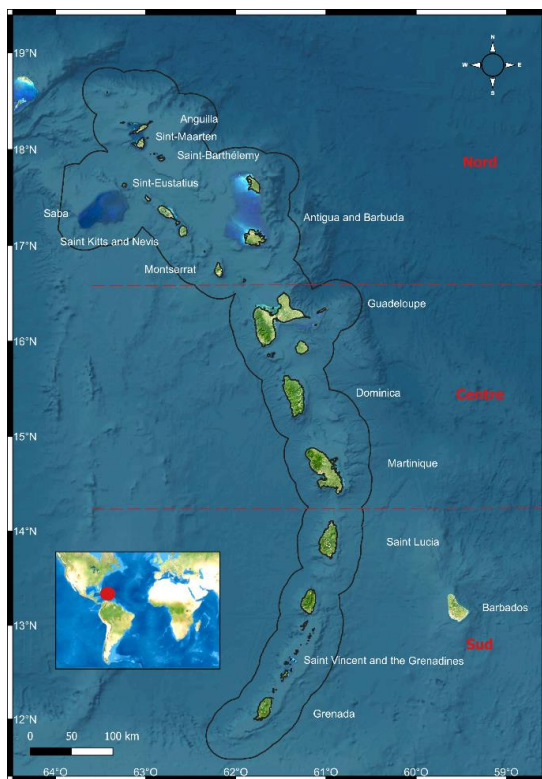 19°N
N
W E
S
Anguilla
Sint-Maarten
18°N
Saint-Barthélemy
Nord
Sint-Eustatius
Saba
Antigua and Barbuda
Saint Kitts and Nevis
17°N
Montserrat
Guadeloupe
16°N
Dominica
Centre
15°N
Martinique
14°N
Saint Lucia
Barbados
13°N
Sud
Saint Vincent and the Grenadines
Grenada
12°N
0 50 100 km
64°O 63°O 62°O 61°O 60°O 59°O